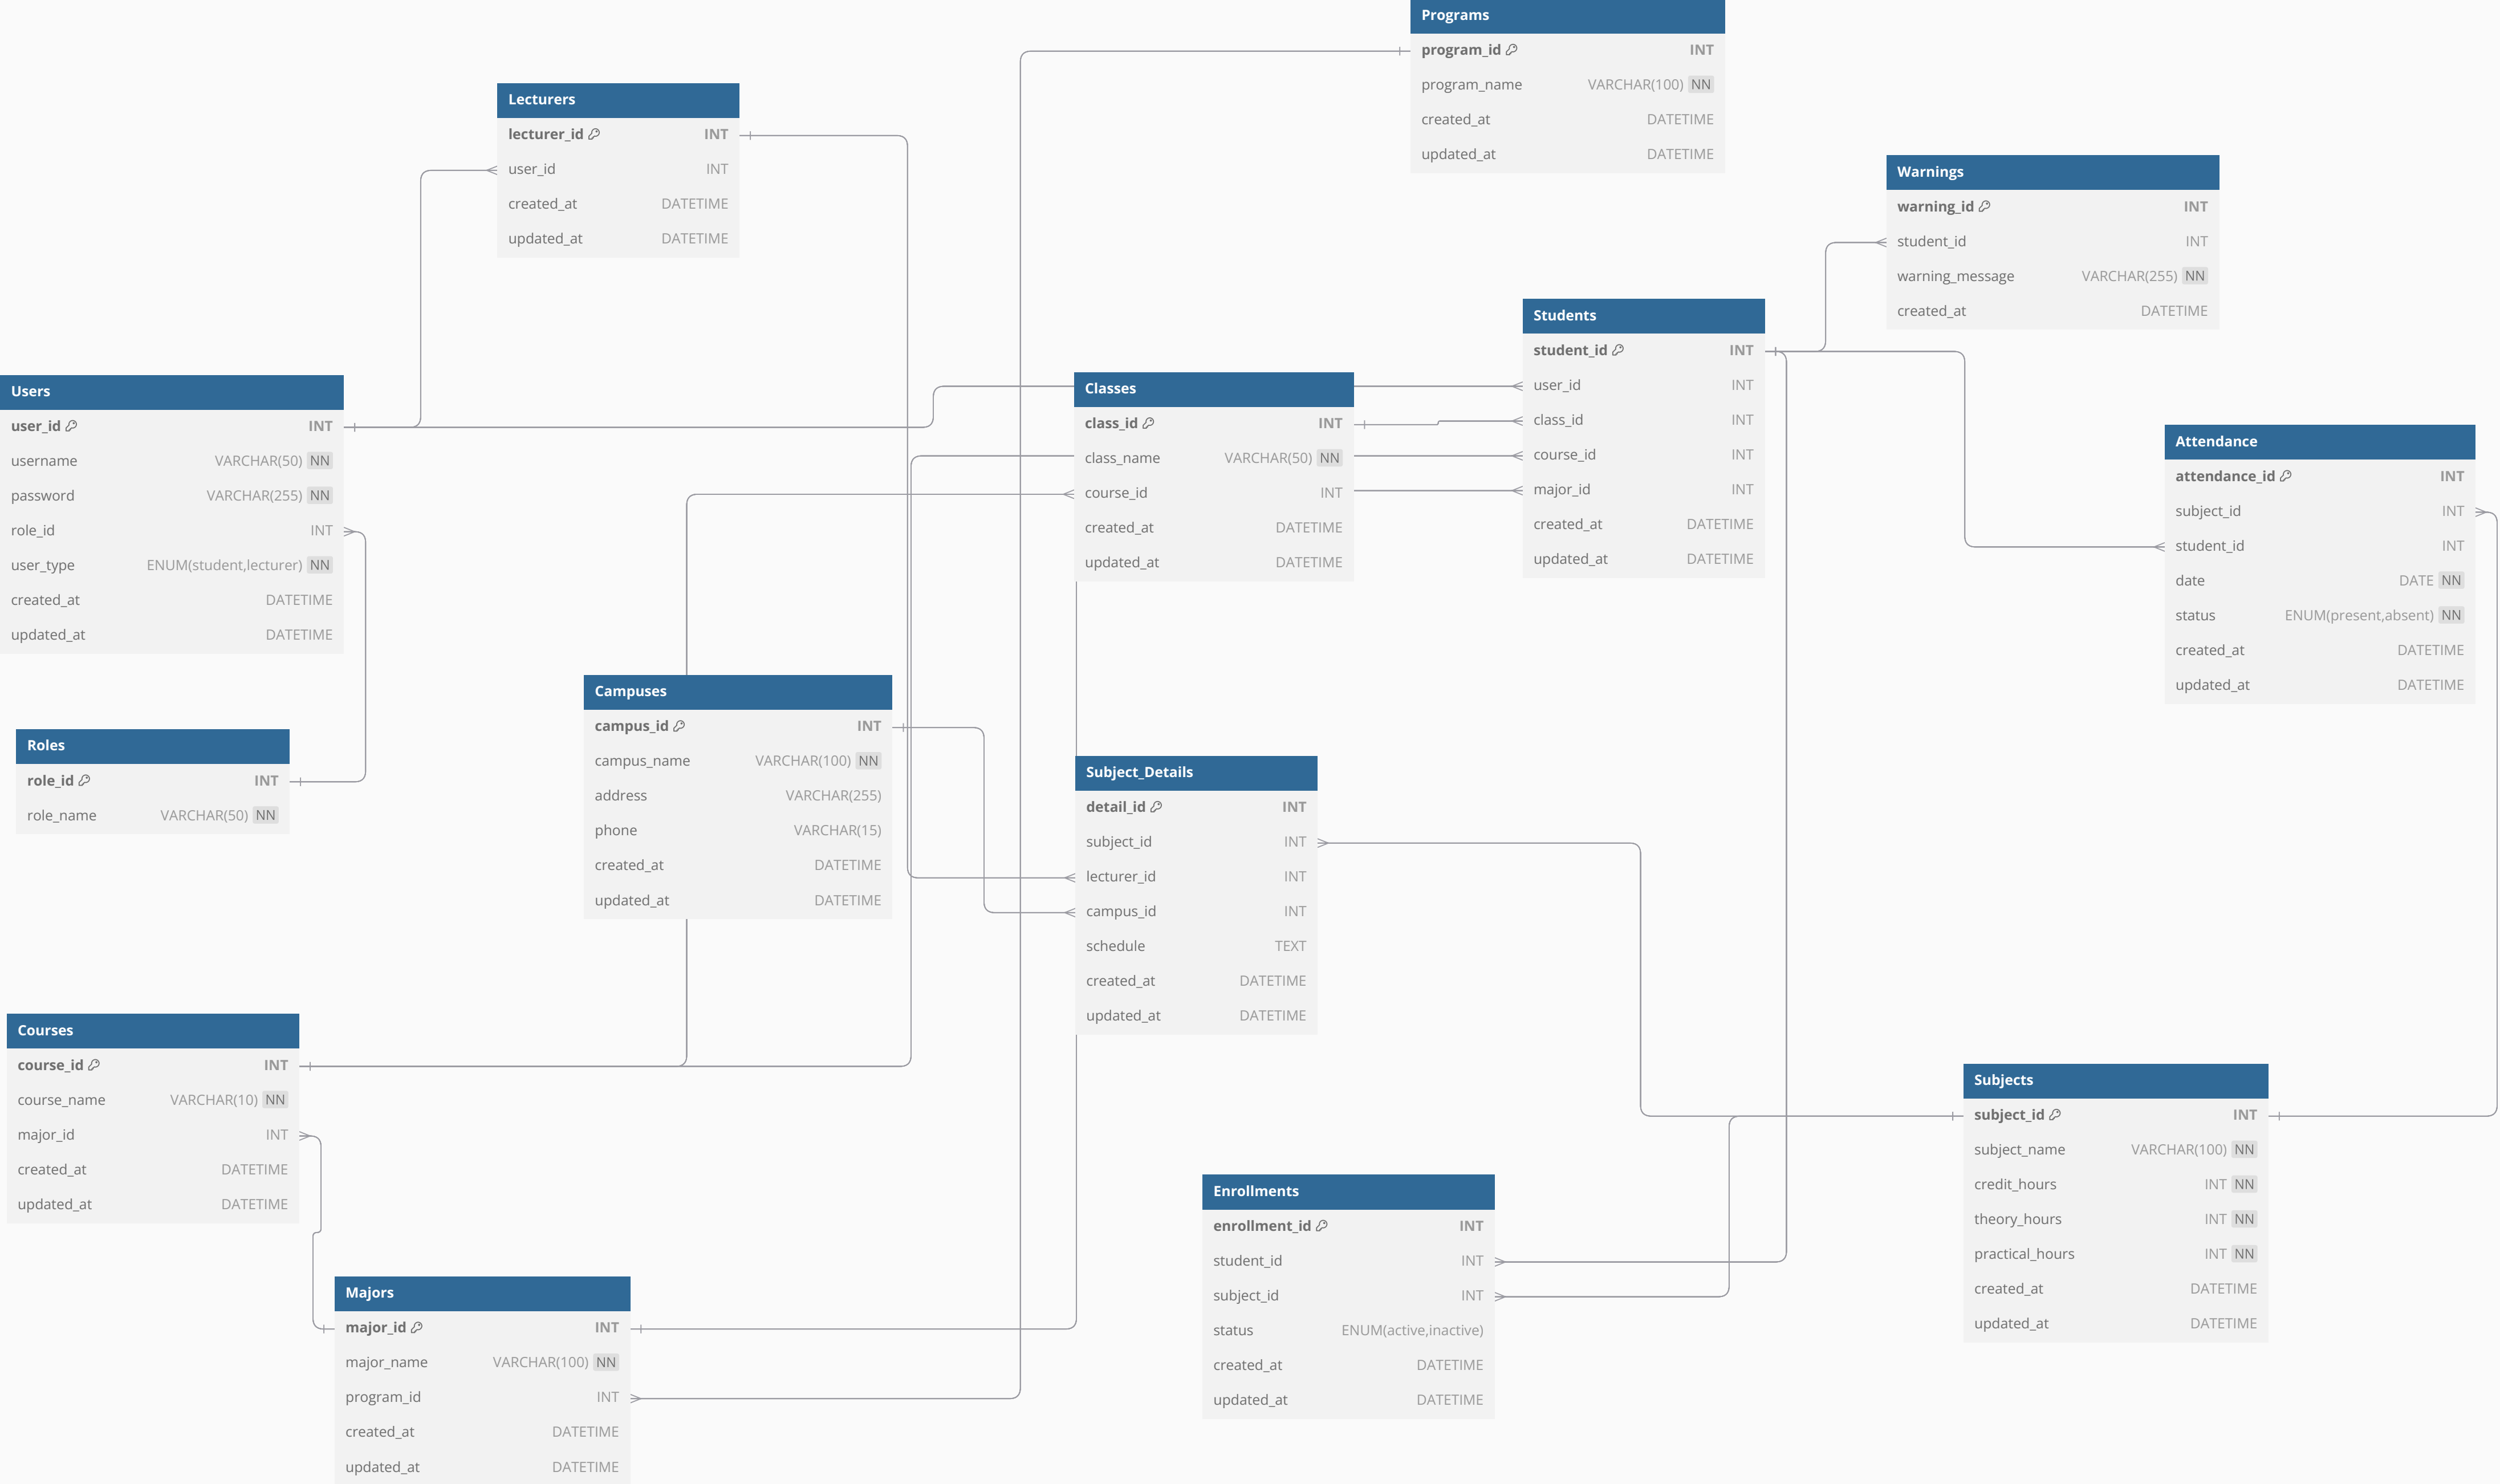 Programs
program_id INT
program_name VARCHAR(100) NN
created_at DATETIME
updated_at DATETIME
Lecturers
lecturer_id INT
user_id INT
created_at DATETIME
updated_at DATETIME
Warnings
warning_id INT
student_id INT
warning_message VARCHAR(255) NN
created_at DATETIME
Students
student_id INT
user_id INT
class_id INT
course_id INT
major_id INT
created_at DATETIME
updated_at DATETIME
Users
user_id INT
username VARCHAR(50) NN
password VARCHAR(255) NN
role_id INT
user_type ENUM(student,lecturer) NN
created_at DATETIME
updated_at DATETIME
Classes
class_id INT
class_name VARCHAR(50) NN
course_id INT
created_at DATETIME
updated_at DATETIME
Attendance
attendance_id INT
subject_id INT
student_id INT
date DATE NN
status ENUM(present,absent) NN
created_at DATETIME
updated_at DATETIME
Campuses
campus_id INT
campus_name VARCHAR(100) NN
address VARCHAR(255)
phone VARCHAR(15)
created_at DATETIME
updated_at DATETIME
Roles
role_id INT
role_name VARCHAR(50) NN
Subject_Details
detail_id INT
subject_id INT
lecturer_id INT
campus_id INT
schedule TEXT
created_at DATETIME
updated_at DATETIME
Courses
course_id INT
course_name VARCHAR(10) NN
major_id INT
created_at DATETIME
updated_at DATETIME
Subjects
subject_id INT
subject_name VARCHAR(100) NN
credit_hours INT NN
theory_hours INT NN
practical_hours INT NN
created_at DATETIME
updated_at DATETIME
Enrollments
enrollment_id INT
student_id INT
subject_id INT
status ENUM(active,inactive)
created_at DATETIME
updated_at DATETIME
Majors
major_id INT
major_name VARCHAR(100) NN
program_id INT
created_at DATETIME
updated_at DATETIME